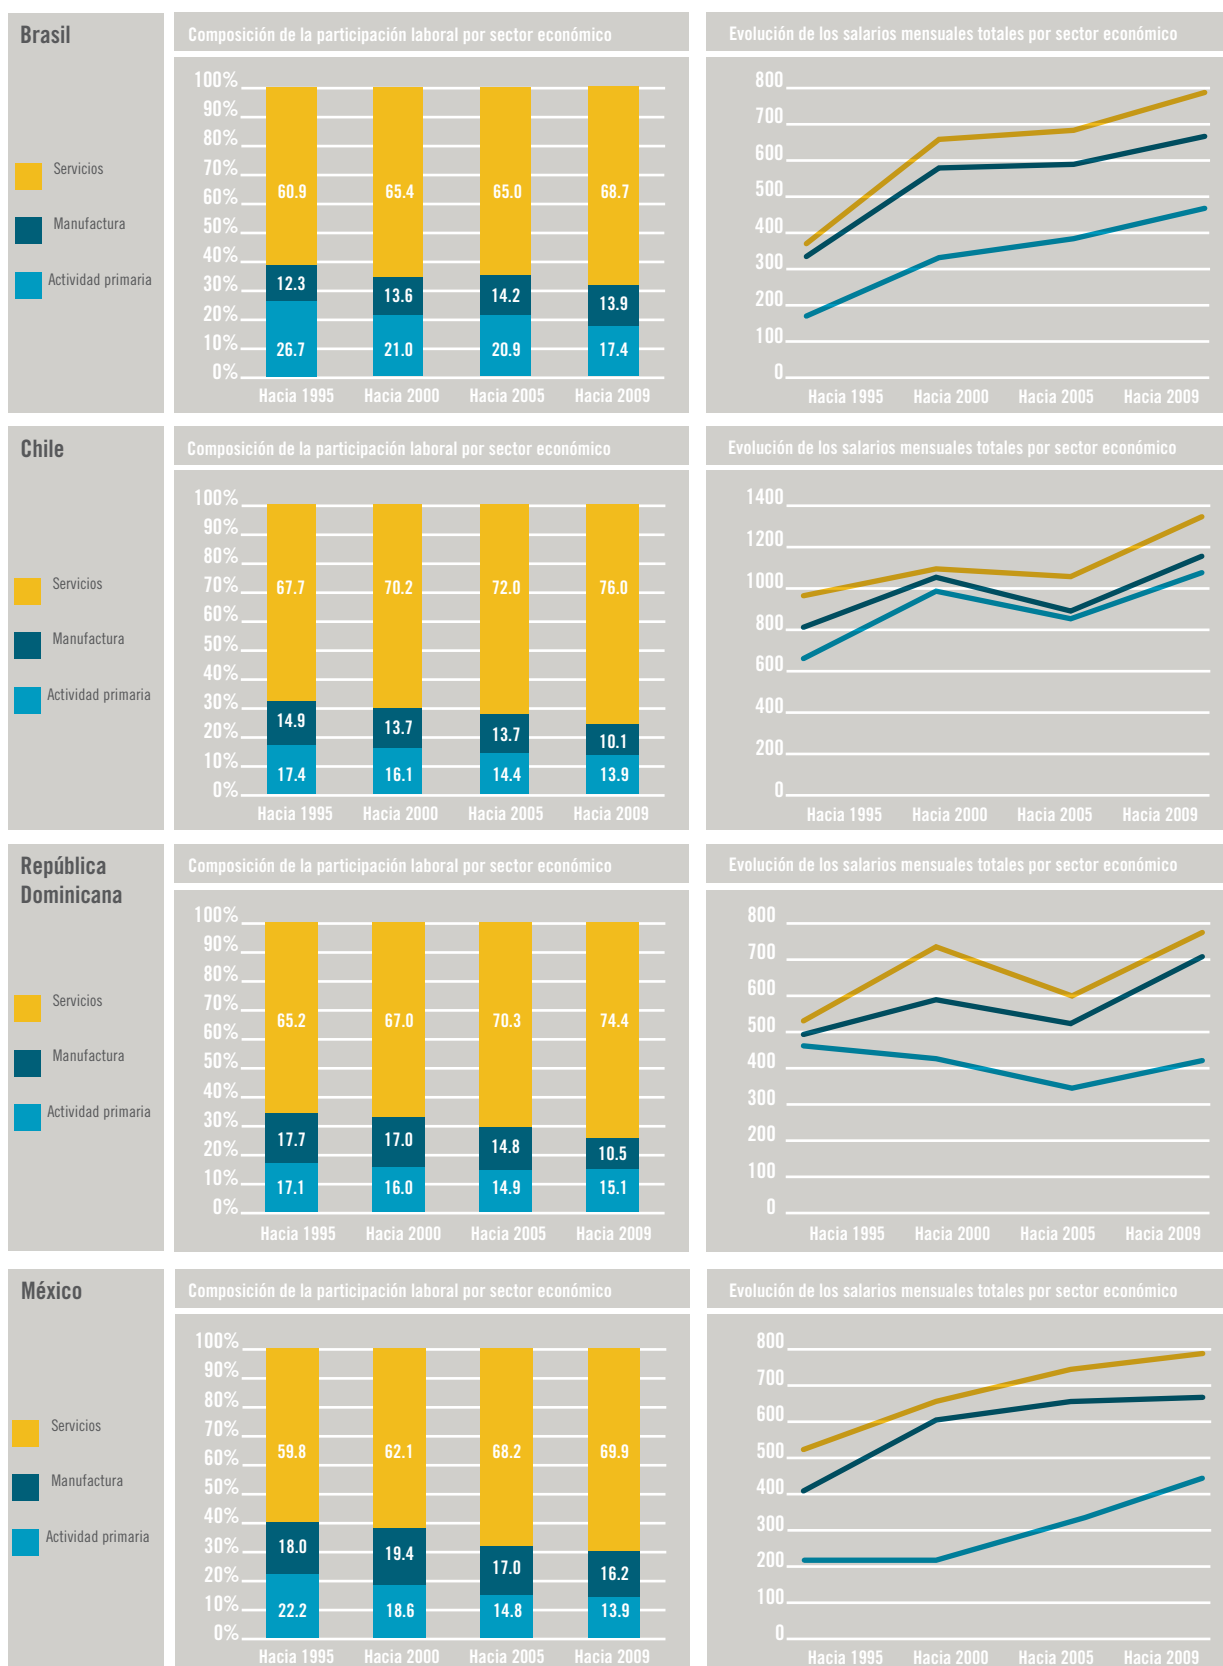 Brasil
Composición de la participación laboral por sector económico
Evolución de los salarios mensuales totales por sector económico
Servicios
Manufactura
Actividad primaria
100%
90%
80%
70%
60%
50%
40%
30%
20%
10%
0%
60.9 65.4 65.0 68.7
12.3 13.6 14.2 13.9
26.7 21.0 20.9 17.4
Hacia 1995 Hacia 2000 Hacia 2005 Hacia 2009
800
700
600
500
400
300
200
100
0
Hacia 1995 Hacia 2000 Hacia 2005 Hacia 2009
Chile
Composición de la participación laboral por sector económico
Evolución de los salarios mensuales totales por sector económico
Servicios
Manufactura
Actividad primaria
100%
90%
80%
70%
60%
50%
40%
30%
20%
10%
0%
67.7 70.2 72.0 76.0
14.9 13.7 13.7 10.1
17.4 16.1 14.4 13.9
Hacia 1995 Hacia 2000 Hacia 2005 Hacia 2009
1400
1200
1000
800
600
400
200
0
Hacia 1995 Hacia 2000 Hacia 2005 Hacia 2009
República
Dominicana
Composición de la participación laboral por sector económico
Evolución de los salarios mensuales totales por sector económico
Servicios
Manufactura
Actividad primaria
100%
90%
80%
70%
60%
50%
40%
30%
20%
10%
0%
65.2 67.0 70.3 74.4
17.7 17.0 14.8 10.5
17.1 16.0 14.9 15.1
Hacia 1995 Hacia 2000 Hacia 2005 Hacia 2009
800
700
600
500
400
300
200
100
0
Hacia 1995 Hacia 2000 Hacia 2005 Hacia 2009
México
Composición de la participación laboral por sector económico
Evolución de los salarios mensuales totales por sector económico
Servicios
Manufactura
Actividad primaria
100%
90%
80%
70%
60%
50%
40%
30%
20%
10%
0%
59.8 62.1 68.2 69.9
18.0 19.4 17.0 16.2
22.2 18.6 14.8 13.9
Hacia 1995 Hacia 2000 Hacia 2005 Hacia 2009
800
700
600
500
400
300
200
100
0
Hacia 1995 Hacia 2000 Hacia 2005 Hacia 2009